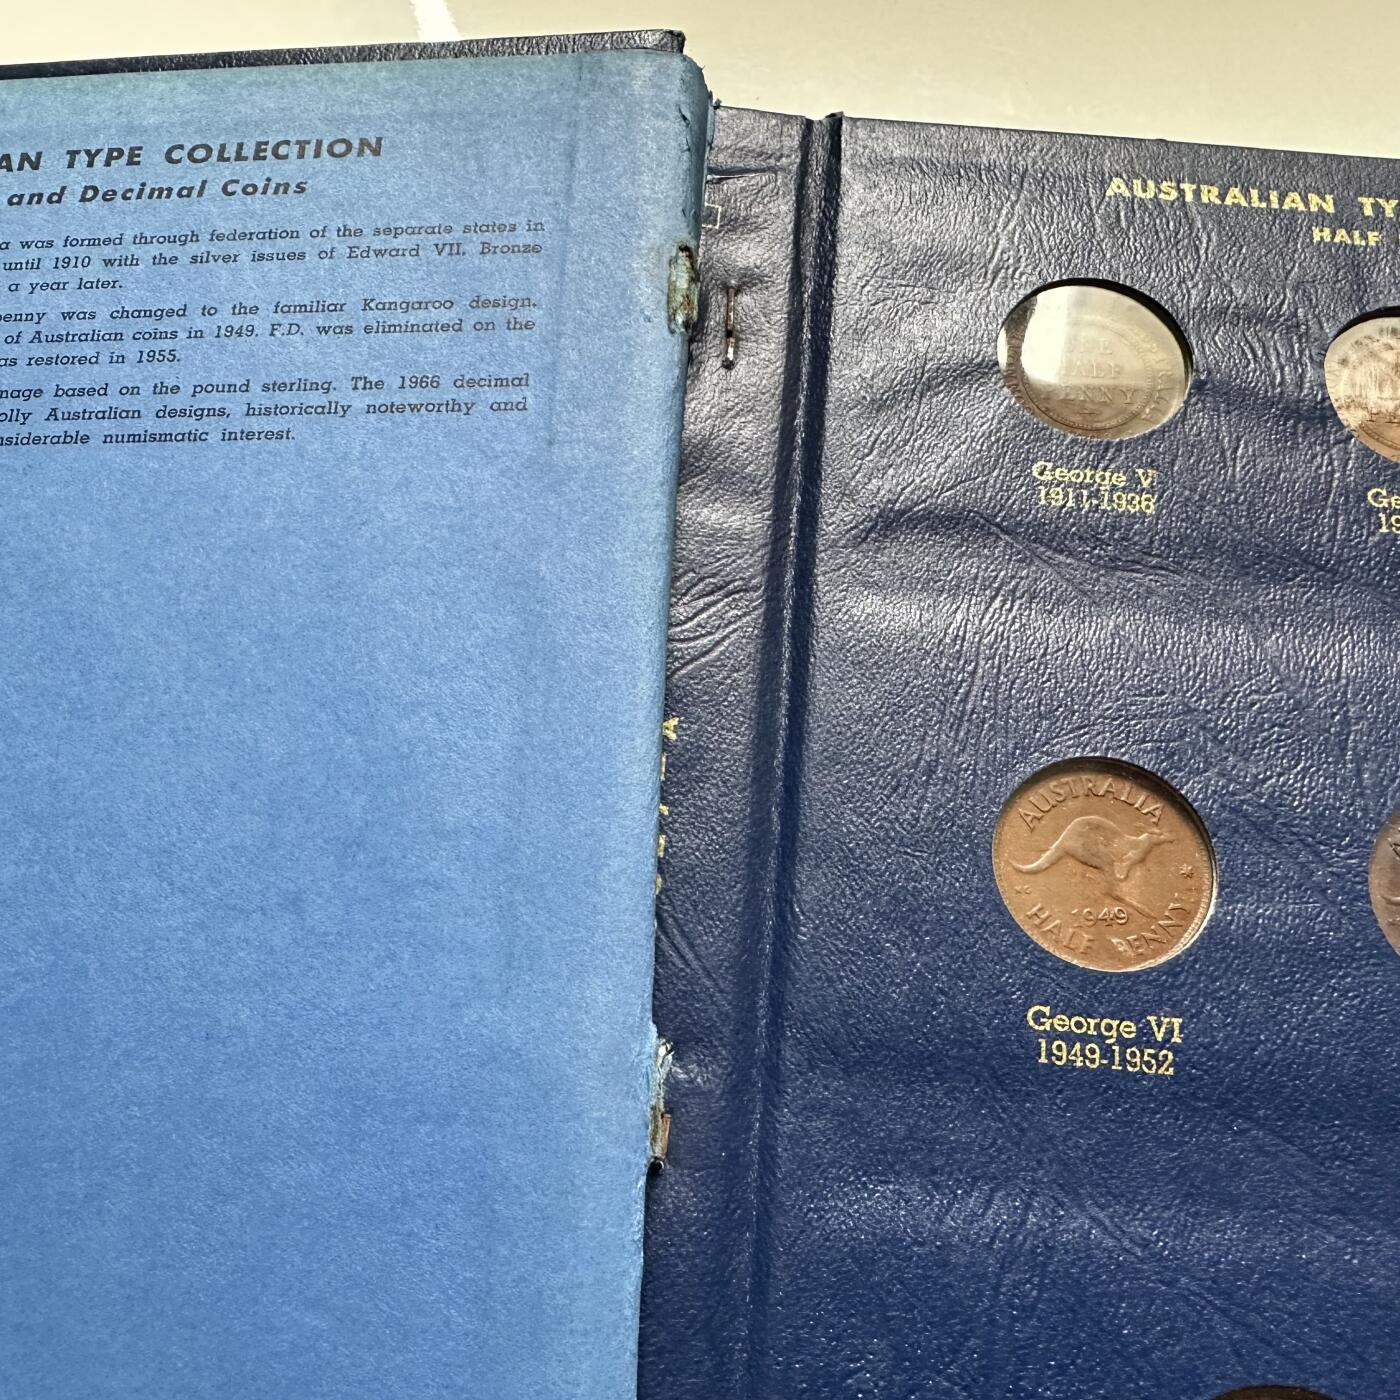 AN TYPE COLLECTION
and Decimal Coins
a was formed through federation of the separate states in
until 1910 with the silver issues of Edward VII. Bronze
a year later.
enny was changed to the familiar Kangaroo design.
of Australian coins in 1949. F.D. was eliminated on the
as restored in 1955.
nage based on the pound sterling. The 1966 decimal
olly Australian designs, historically noteworthy and
nsiderable numismatic interest.
AUSTRALIAN TY
HALF
HALF
PENNY
George V
1911-1936
Ge
19
AUSTRALIA
1949
HALF PENNY
George VI
1949-1952